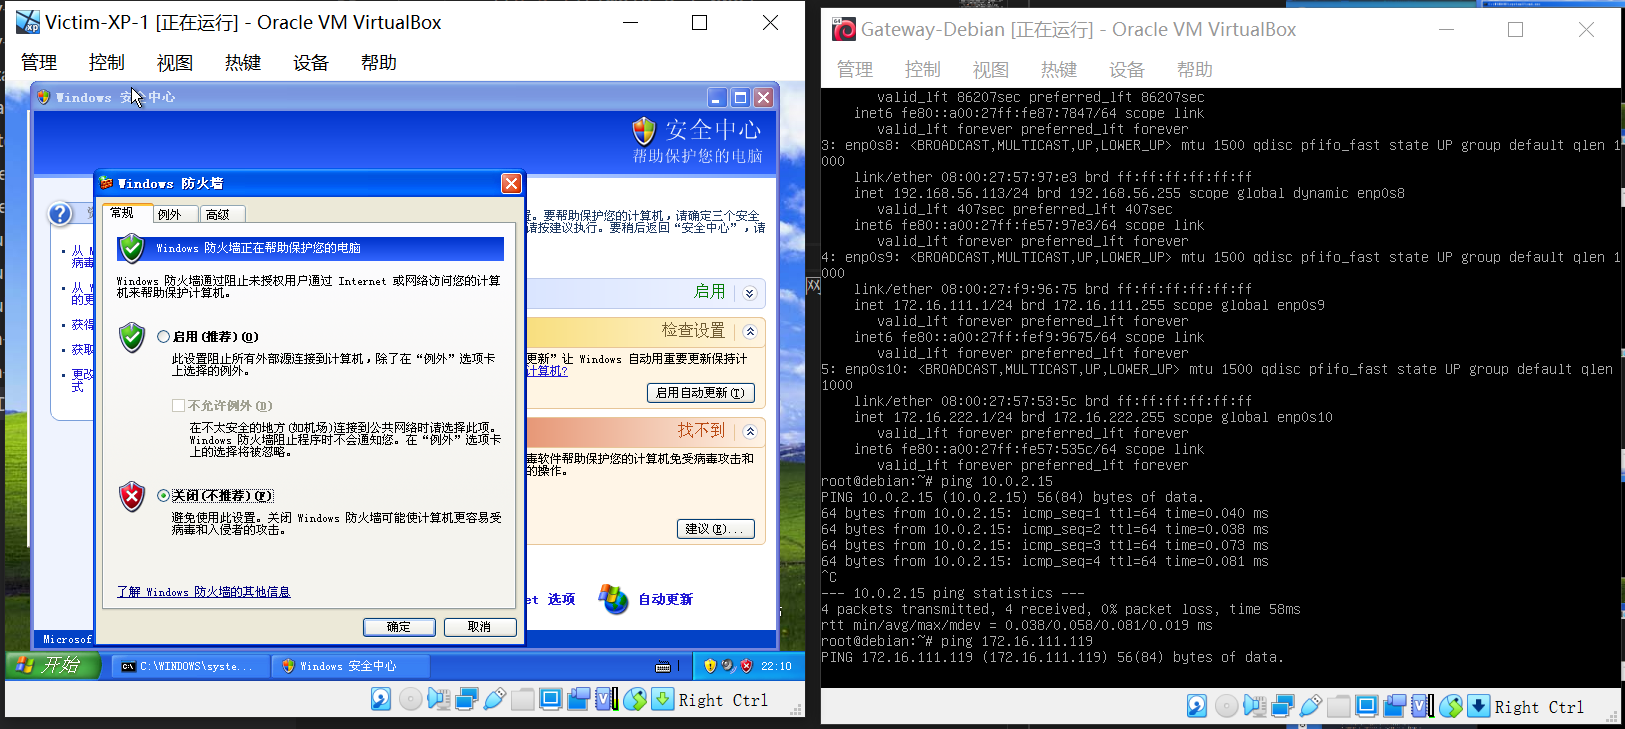 Victim-XP-1 [正在运行] - Oracle VM VirtualBox
管理 控制 视图 热键 设备 帮助
Windows 安 中心
安全中心
帮助保护您的电脑
Windows 防火墙
常规 例外 高级
Windows 防火墙正在帮助保护您的电脑
Windows 防火墙通过阻止未授权用户通过 Internet 或网络访问您的计算
机来帮助保护计算机。
启用(推荐)(O)
此设置阻止所有外部源连接到计算机，除了在“例外”选项卡
上选择的例外。
不允许例外(D)
在不太安全的地方(如机场)连接到公共网络时请选择此项。
Windows 防火墙阻止程序时不会通知您。在“例外”选项卡
上的选择将被忽略。
关闭(不推荐)(F)
避免使用此设置。关闭 Windows 防火墙可能使计算机更容易受
病毒和入侵者的攻击。
了解 Windows 防火墙的其他信息
确定 取消
从
病毒
从
的更
获得
获取
更改
式
。要帮助保护您的计算机，请确定三个安全
请按建议执行。要稍后返回“安全中心”，请
启用
检查设置
更新”让 Windows 自动用重要更新保持计
计算机?
启用自动更新(T)
找不到
毒软件帮助保护您的计算机免受病毒攻击和
的操作。
建议(E)...
et 选项 自动更新
Microsof
开始 C:\WINDOWS\syste... Windows 安全中心 22:10
Right Ctrl
网
Gateway-Debian [正在运行] - Oracle VM VirtualBox
管理 控制 视图 热键 设备 帮助
valid_lft 86207sec preferred_lft 86207sec
inet6 fe80::a00:27ff:fe87:7847/64 scope link
valid_lft forever preferred_lft forever
3: enp0s8: <BROADCAST,MULTICAST,UP,LOWER_UP> mtu 1500 qdisc pfifo_fast state UP group default qlen 1
000
link/ether 08:00:27:57:97:e3 brd ff:ff:ff:ff:ff:ff
inet 192.168.56.113/24 brd 192.168.56.255 scope global dynamic enp0s8
valid_lft 407sec preferred_lft 407sec
inet6 fe80::a00:27ff:fe57:97e3/64 scope link
valid_lft forever preferred_lft forever
4: enp0s9: <BROADCAST,MULTICAST,UP,LOWER_UP> mtu 1500 qdisc pfifo_fast state UP group default qlen 1
000
link/ether 08:00:27:f9:96:75 brd ff:ff:ff:ff:ff:ff
inet 172.16.111.1/24 brd 172.16.111.255 scope global enp0s9
valid_lft forever preferred_lft forever
inet6 fe80::a00:27ff:fef9:9675/64 scope link
valid_lft forever preferred_lft forever
5: enp0s10: <BROADCAST,MULTICAST,UP,LOWER_UP> mtu 1500 qdisc pfifo_fast state UP group default qlen
1000
link/ether 08:00:27:57:53:5c brd ff:ff:ff:ff:ff:ff
inet 172.16.222.1/24 brd 172.16.222.255 scope global enp0s10
valid_lft forever preferred_lft forever
inet6 fe80::a00:27ff:fe57:535c/64 scope link
valid_lft forever preferred_lft forever
root@debian:~# ping 10.0.2.15
PING 10.0.2.15 (10.0.2.15) 56(84) bytes of data.
64 bytes from 10.0.2.15: icmp_seq=1 ttl=64 time=0.040 ms
64 bytes from 10.0.2.15: icmp_seq=2 ttl=64 time=0.038 ms
64 bytes from 10.0.2.15: icmp_seq=3 ttl=64 time=0.073 ms
64 bytes from 10.0.2.15: icmp_seq=4 ttl=64 time=0.081 ms
^C
--- 10.0.2.15 ping statistics ---
4 packets transmitted, 4 received, 0% packet loss, time 58ms
rtt min/avg/max/mdev = 0.038/0.058/0.081/0.019 ms
root@debian:~# ping 172.16.111.119
PING 172.16.111.119 (172.16.111.119) 56(84) bytes of data.
Right Ctrl